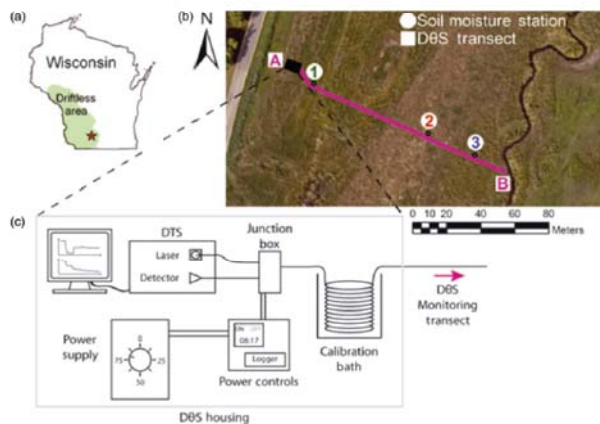 (a)
Wisconsin
Driftless
area
(b)
N
Soil moisture station
DθS transect
A
1
2
3
B
0 10 20 40 60 80
Meters
(c)
DTS
Laser
Detector
Junction
box
Power
supply
0
75
25
50
08:17
Logger
Power controls
Calibration
bath
DθS
Monitoring
transect
DθS housing